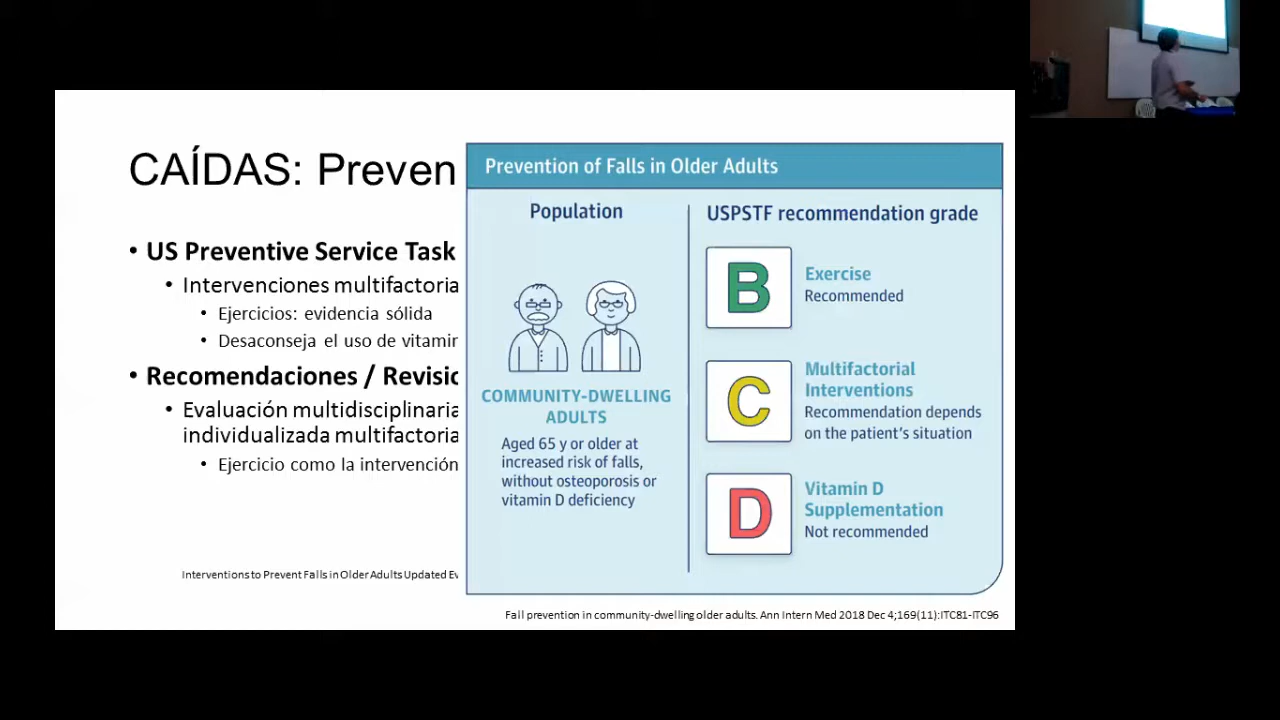 CAÍDAS: Preven
• US Preventive Service Task
• Intervenciones multifactoria
• Ejercicios: evidencia sólida
• Desaconseja el uso de vitamin
• Recomendaciones / Revisio
• Evaluación multidisciplinaria
individualizada multifactoria
• Ejercicio como la intervención
Interventions to Prevent Falls in Older Adults Updated Ev
Prevention of Falls in Older Adults
Population
COMMUNITY-DWELLING
ADULTS
Aged 65 y or older at
increased risk of falls,
without osteoporosis or
vitamin D deficiency
USPSTF recommendation grade
B
Exercise
Recommended
C
Multifactorial
Interventions
Recommendation depends
on the patient's situation
D
Vitamin D
Supplementation
Not recommended
Fall prevention in community-dwelling older adults. Ann Intern Med 2018 Dec 4;169(11):ITC81-ITC96